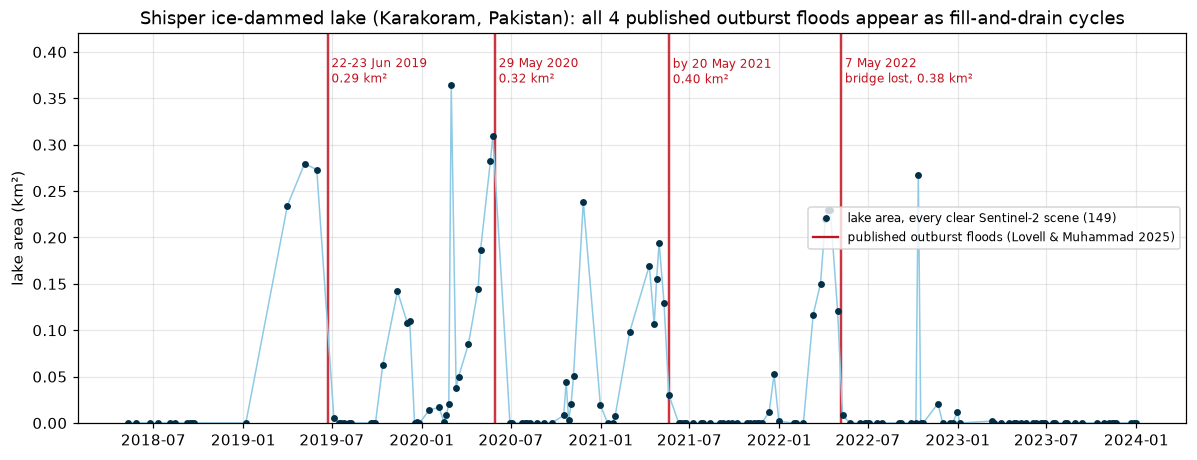 Shisper ice-dammed lake (Karakoram, Pakistan): all 4 published outburst floods appear as fill-and-drain cycles
0.40
0.35
0.30
0.25
0.20
0.15
0.10
0.05
0.00
lake area (km²)
22-23 Jun 2019
0.29 km²
29 May 2020
0.32 km²
by 20 May 2021
0.40 km²
7 May 2022
bridge lost, 0.38 km²
lake area, every clear Sentinel-2 scene (149)
published outburst floods (Lovell & Muhammad 2025)
2018-07 2019-01 2019-07 2020-01 2020-07 2021-01 2021-07 2022-01 2022-07 2023-01 2023-07 2024-01